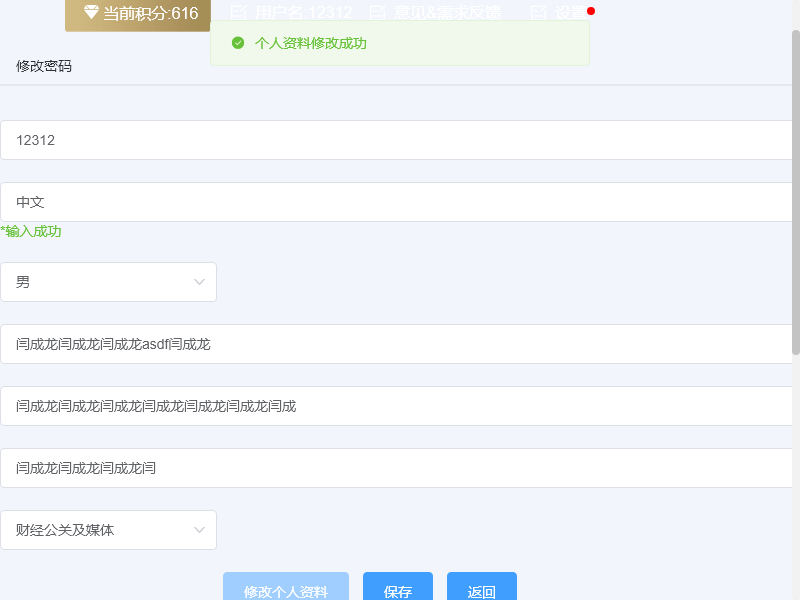 当前积分:616 用户名 12312 意见&需求反馈 设置
个人资料修改成功
修改密码
12312
中文
*输入成功
男
闫成龙闫成龙闫成龙asdf闫成龙
闫成龙闫成龙闫成龙闫成龙闫成龙闫成龙闫成
闫成龙闫成龙闫成龙闫
财经公关及媒体
修改个人资料 保存 返回